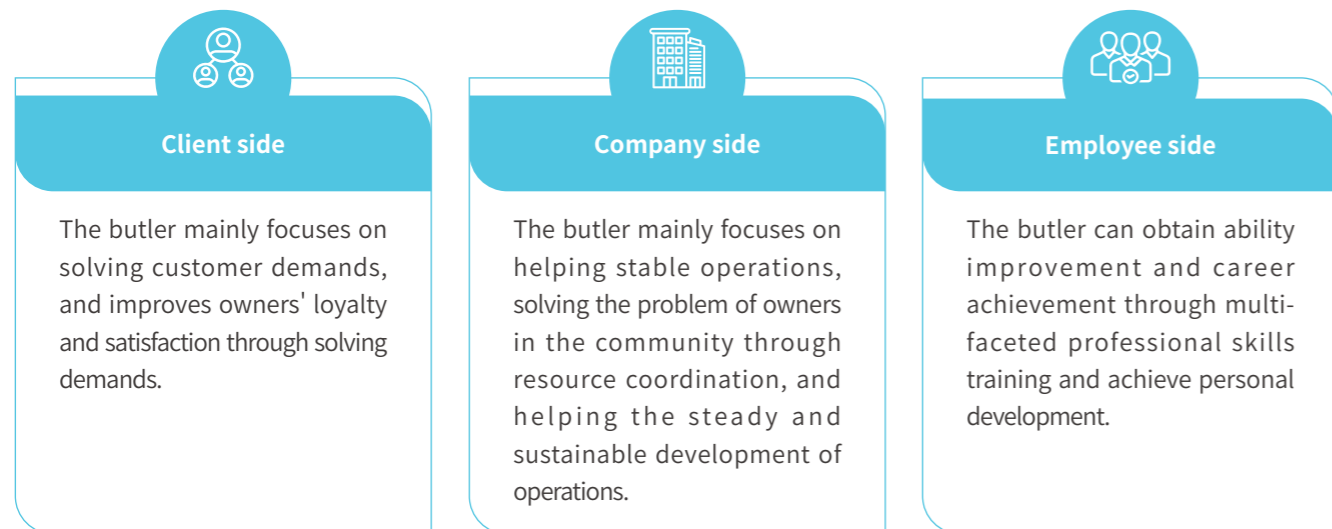 Client side
The butler mainly focuses on
solving customer demands,
and improves owners' loyalty
and satisfaction through solving
demands.
Company side
The butler mainly focuses on
helping stable operations,
solving the problem of owners
in the community through
resource coordination, and
helping the steady and
sustainable development of
operations.
Employee side
The butler can obtain ability
improvement and career
achievement through multi-
faceted professional skills
training and achieve personal
development.